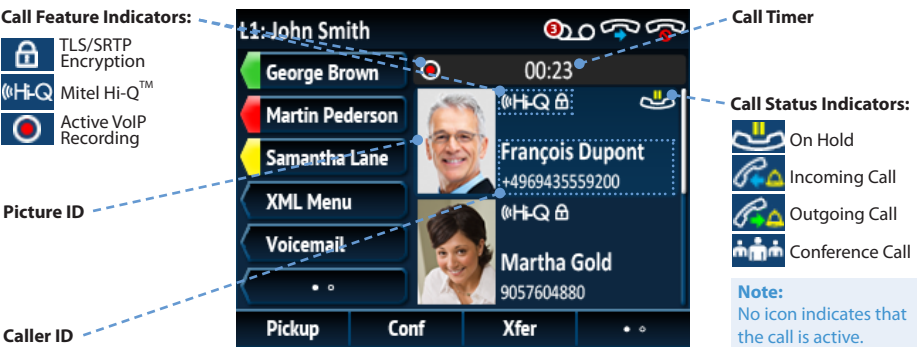 Call Feature Indicators:
TLS/SRTP
Encryption
((HI-Q Mitel Hi-Q™
Active VoIP
Recording
Picture ID
Caller ID
L1: John Smith
3
George Brown
Martin Pederson
Samantha Lane
XML Menu
Voicemail
00:23
((HI-Q
François Dupont
+4969435559200
((HI-Q
Martha Gold
9057604880
Pickup Conf Xfer
Call Timer
Call Status Indicators:
On Hold
Incoming Call
Outgoing Call
Conference Call
Note:
No icon indicates that
the call is active.